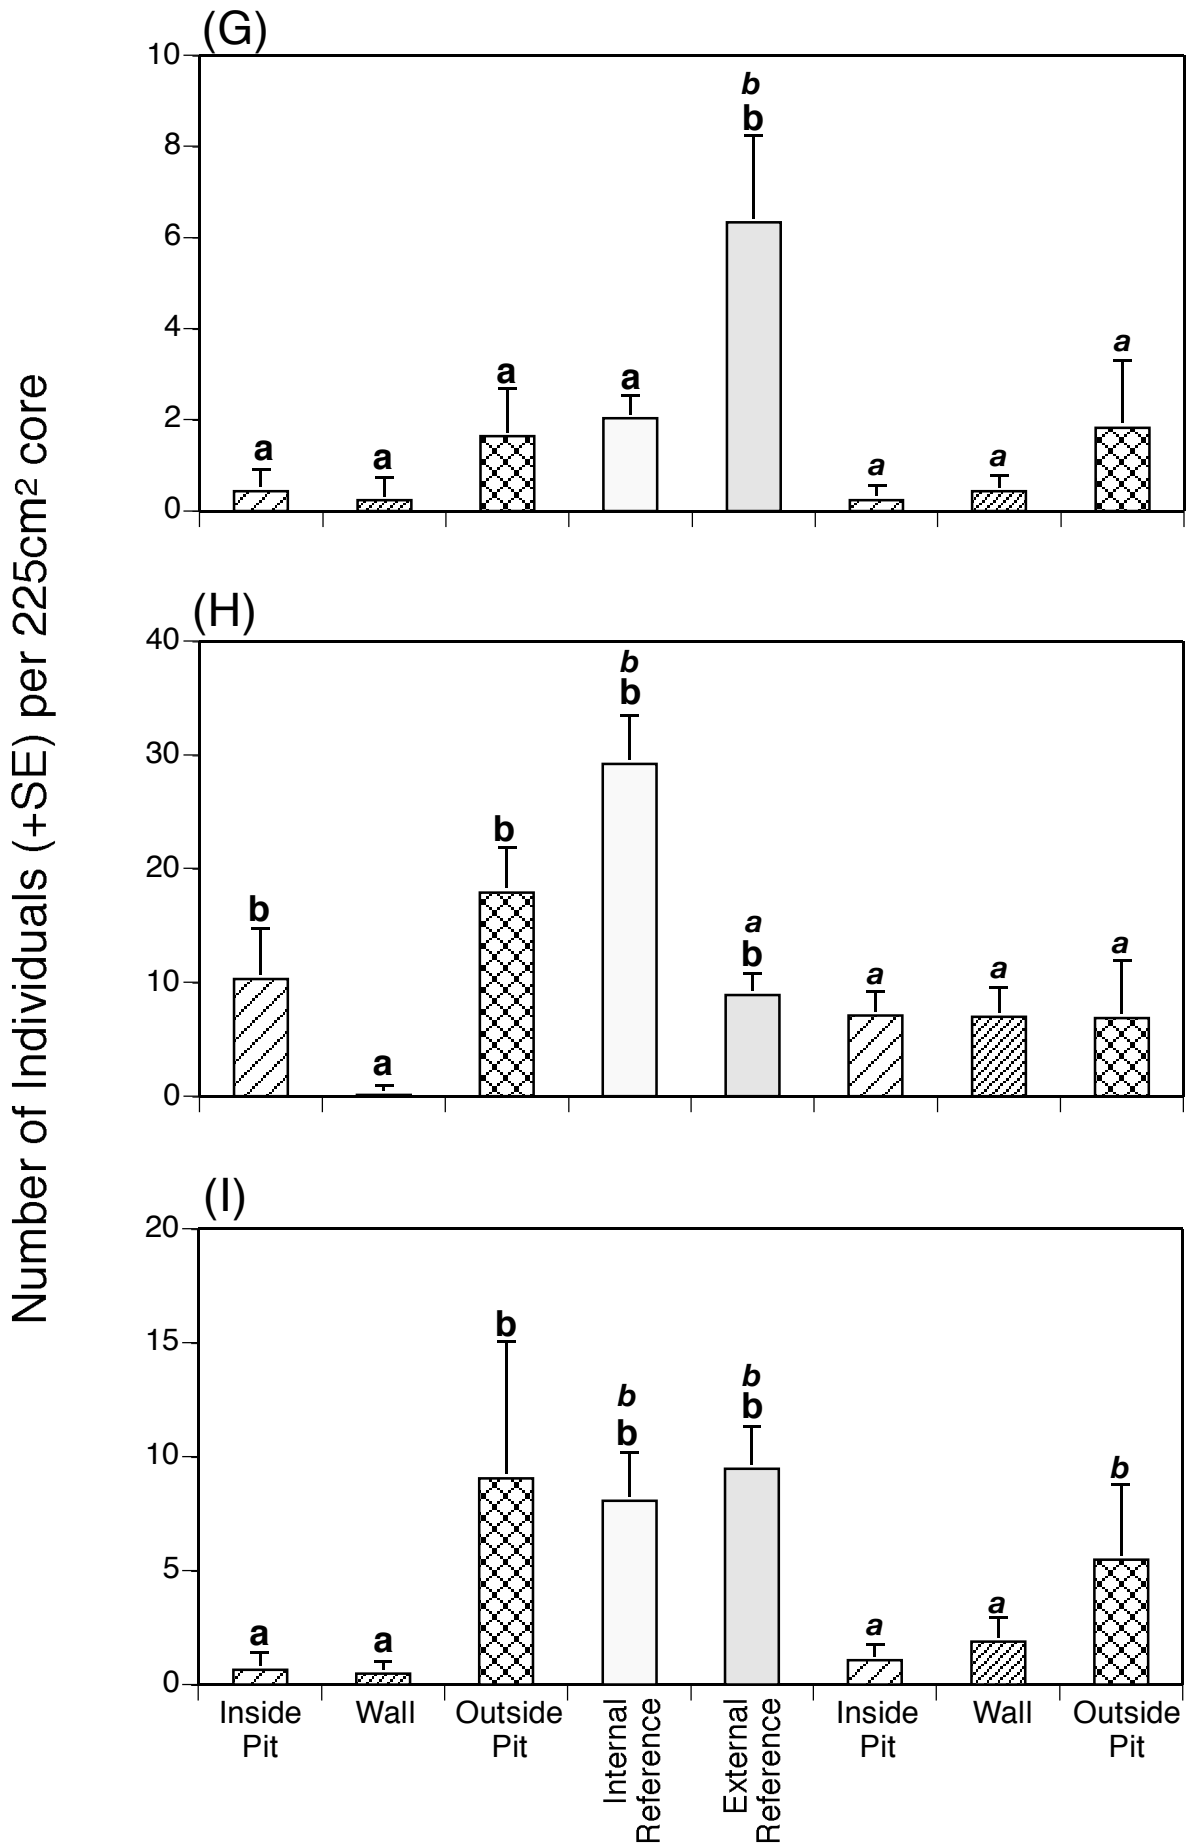 Number of Individuals (+SE) per 225cm² core
(G)
10
8
6
4
2
0
a
a
a
a
b
b
a
a
a
(H)
40
30
20
10
0
b
a
b
b
b
a
b
a
a
a
(I)
20
15
10
5
0
a
a
b
b
b
b
b
a
a
b
Inside
Pit
Wall
Outside
Pit
Internal
Reference
External
Reference
Inside
Pit
Wall
Outside
Pit